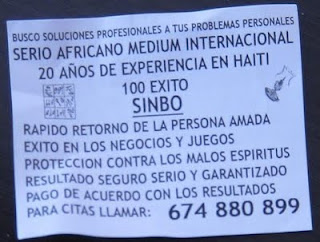 BUSCO SOLUCIONES PROFESIONALES A TUS PROBLEMAS PERSONALES
SERIO AFRICANO MEDIUM INTERNACIONAL
20 AÑOS DE EXPERIENCIA EN HAITI
100 EXITO
SINBO
RAPIDO RETORNO DE LA PERSONA AMADA
EXITO EN LOS NEGOCIOS Y JUEGOS
PROTECCION CONTRA LOS MALOS ESPIRITUS
RESULTADO SEGURO SERIO Y GARANTIZADO
PAGO DE ACUERDO CON LOS RESULTADOS
PARA CITAS LLAMAR: 674 880 899